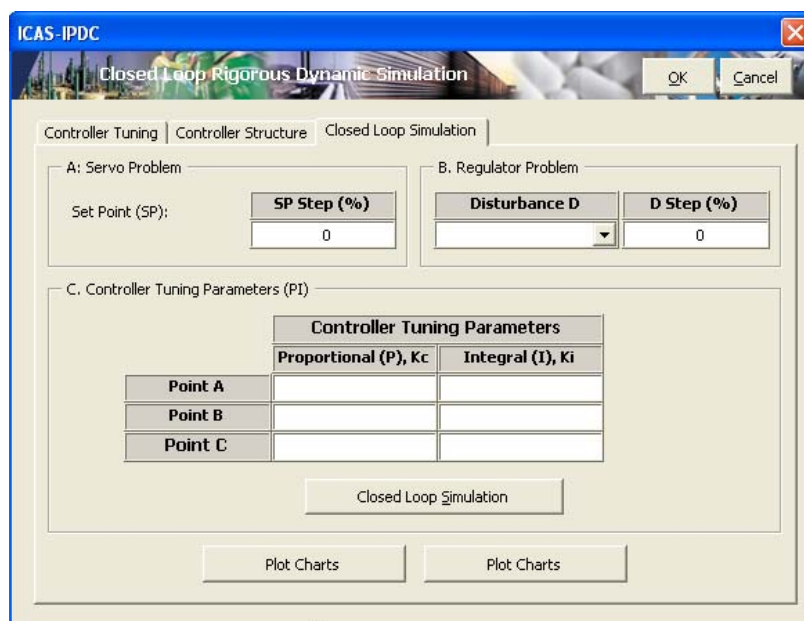 ICAS-IPDC
Closed Loop Rigorous Dynamic Simulation
OK
Cancel
Controller Tuning
Controller Structure
Closed Loop Simulation
A: Servo Problem
Set Point (SP):
SP Step (%)
0
B. Regulator Problem
Disturbance D
D Step (%)
0
C. Controller Tuning Parameters (PI)
Controller Tuning Parameters
Proportional (P), Kc
Integral (I), Ki
Point A
Point B
Point C
Closed Loop Simulation
Plot Charts
Plot Charts